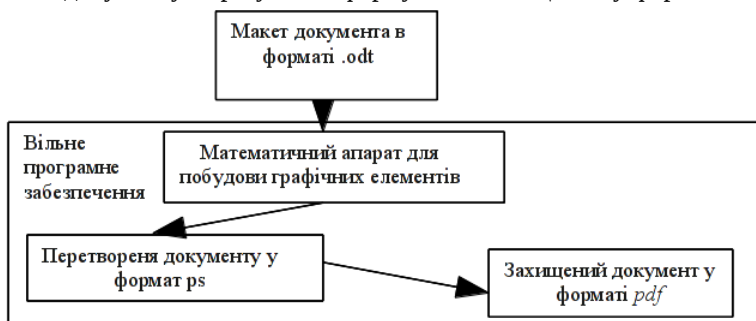 Макет документа в
форматі .odt
Вільне
програмне
забезпечення
Математичний апарат для
побудови графічних елементів
Перетвореня документу у
формат ps
Захищений документ у
форматі pdf